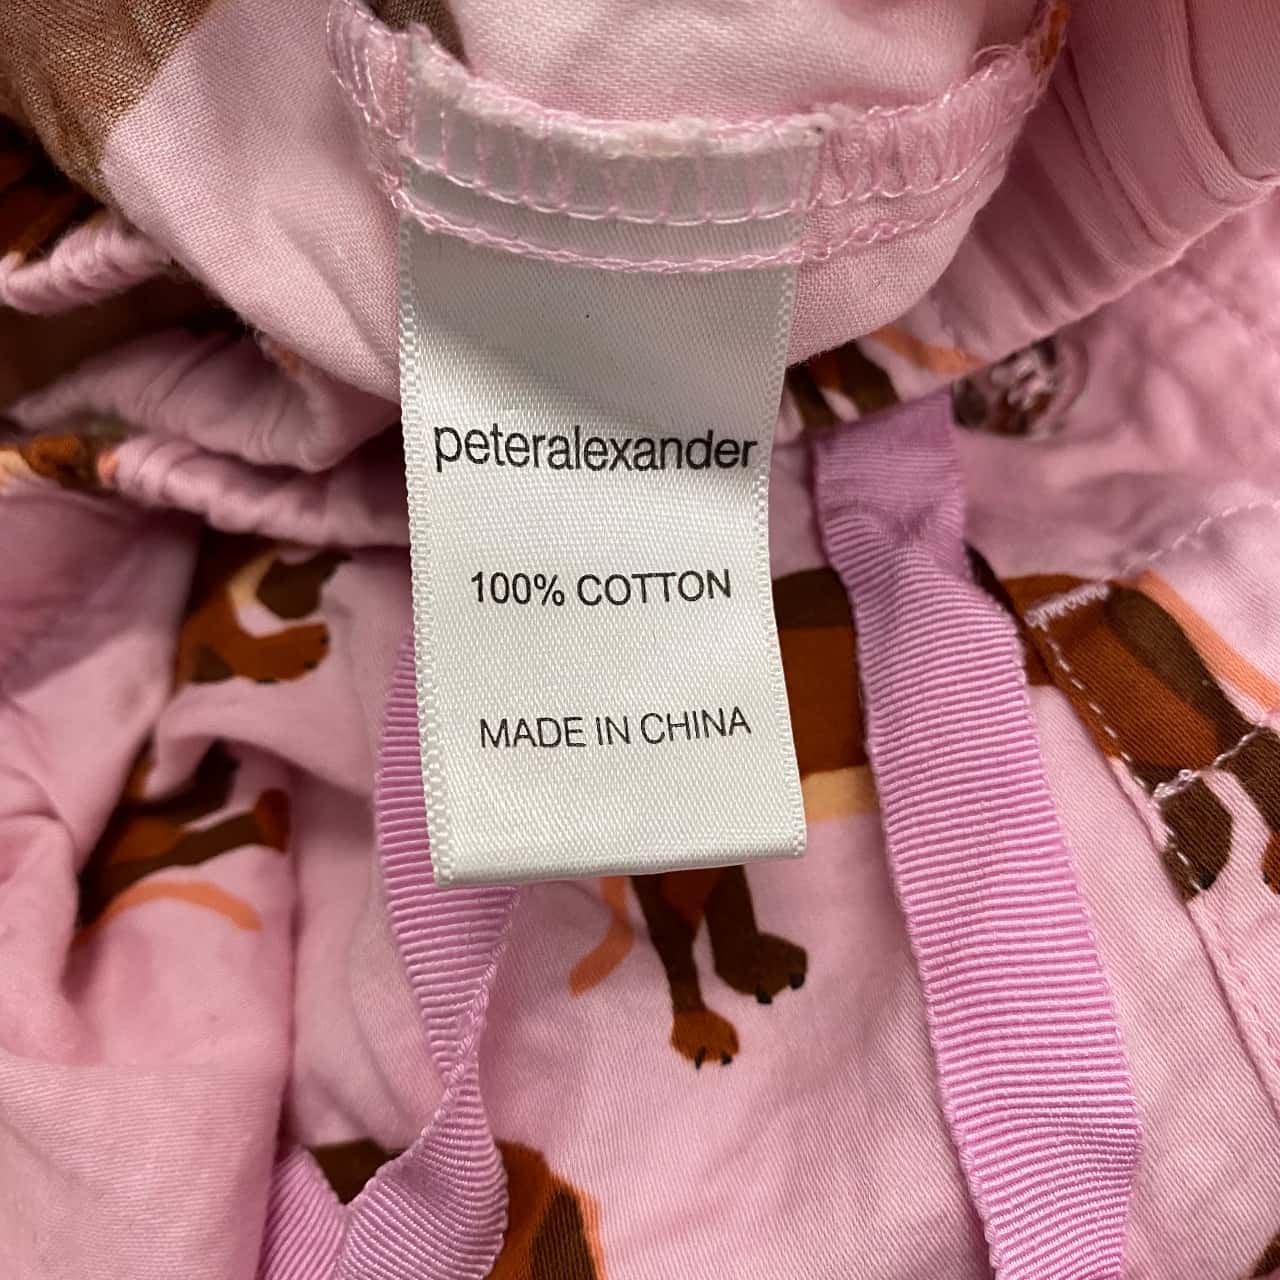 peteralexander
100% COTTON
MADE IN CHINA